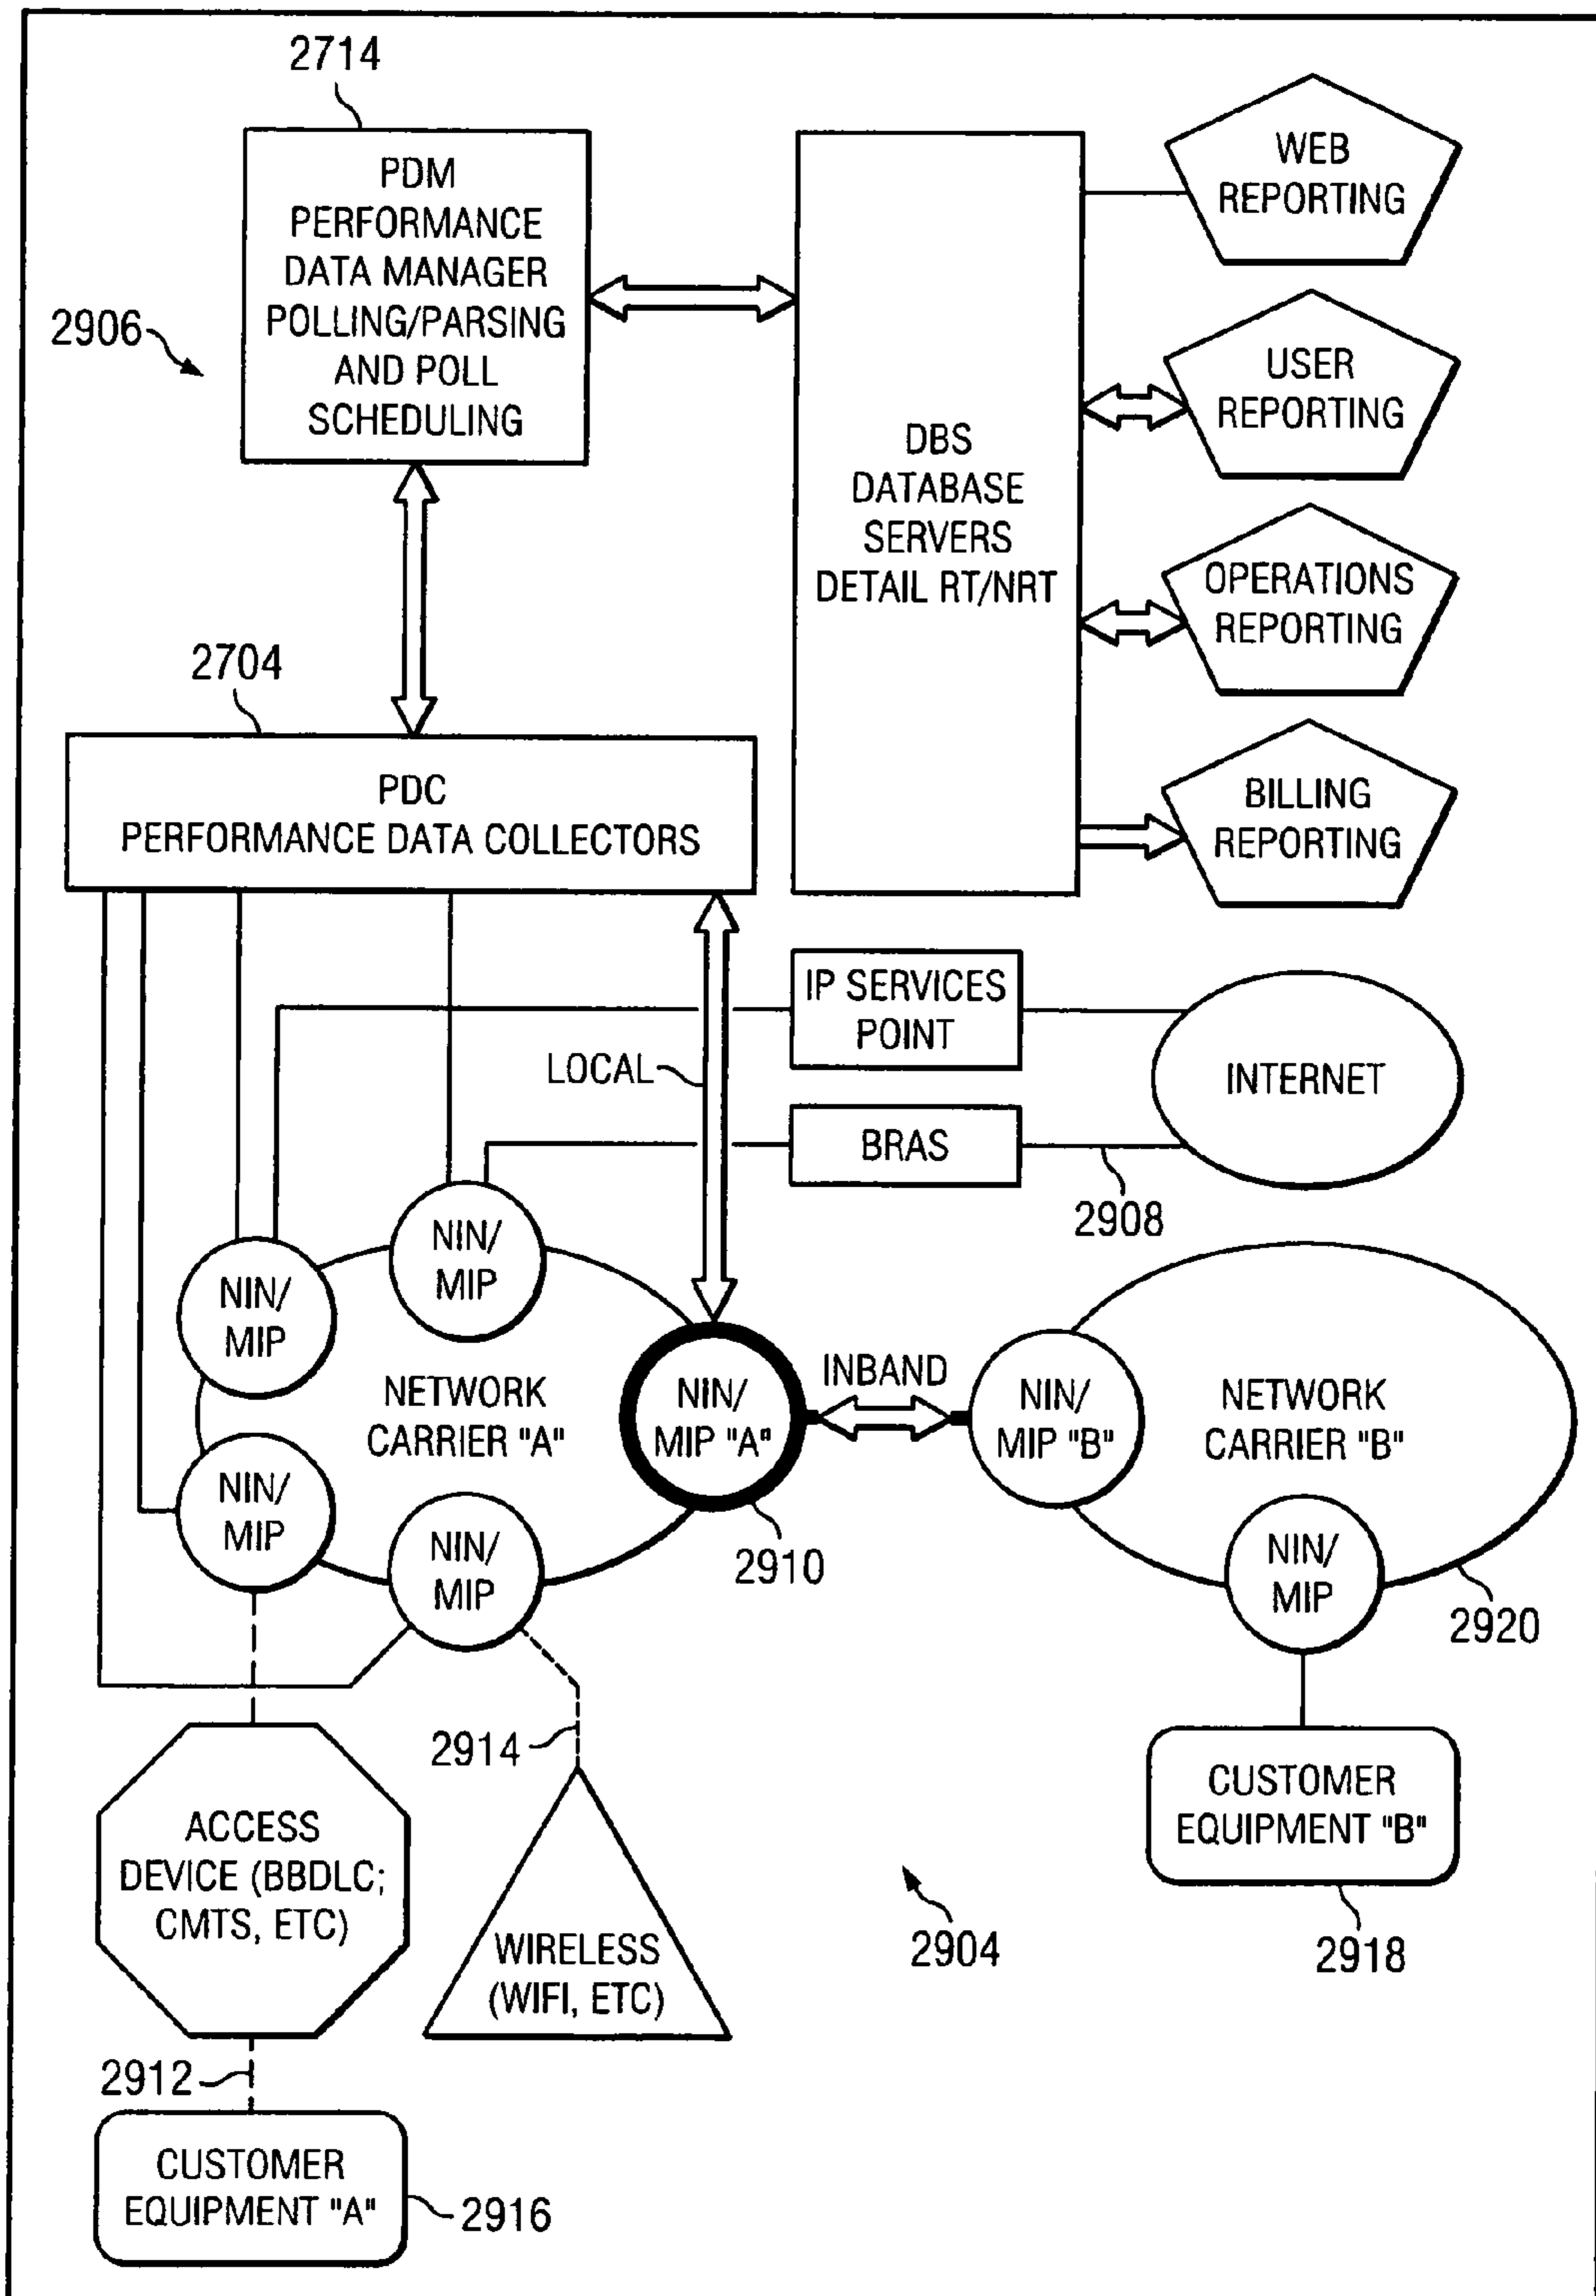 2714
PDM
PERFORMANCE
DATA MANAGER
POLLING/PARSING
AND POLL
SCHEDULING
2906
DBS
DATABASE
SERVERS
DETAIL RT/NRT
WEB
REPORTING
USER
REPORTING
OPERATIONS
REPORTING
BILLING
REPORTING
2704
PDC
PERFORMANCE DATA COLLECTORS
IP SERVICES
POINT
LOCAL
INTERNET
BRAS
2908
NIN/
MIP
NIN/
MIP
NETWORK
CARRIER "A"
NIN/
MIP "A"
INBAND
NIN/
MIP "B"
NETWORK
CARRIER "B"
NIN/
MIP
NIN/
MIP
2910
NIN/
MIP
2920
2914
ACCESS
DEVICE (BBDLC;
CMTS, ETC)
WIRELESS
(WIFI, ETC)
CUSTOMER
EQUIPMENT "B"
2904
2918
2912
CUSTOMER
EQUIPMENT "A"
2916